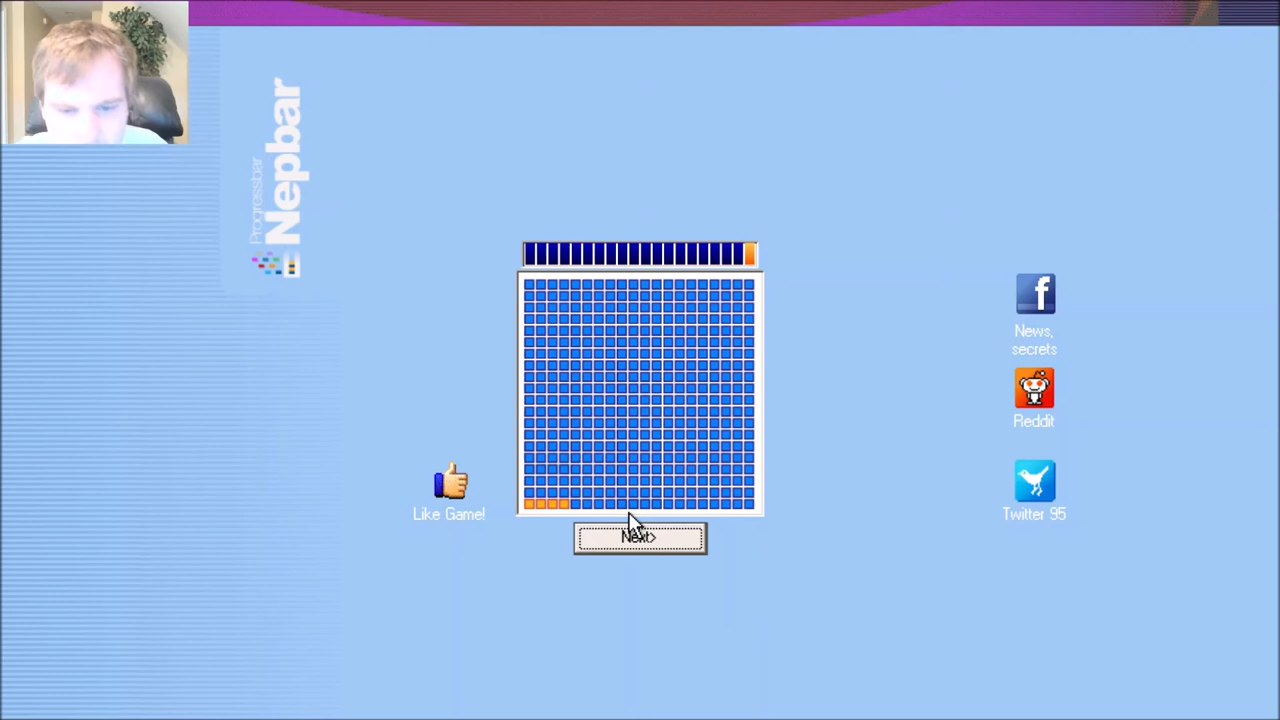 Progressbar
Nepbar
News,
secrets
Reddit
Like Game!
Twitter 95
Next>